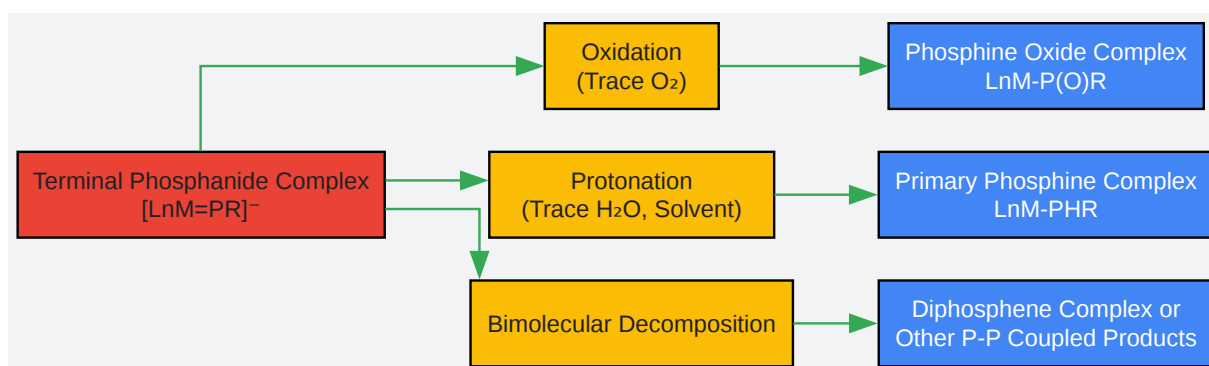 Oxidation
(Trace O₂)
Phosphine Oxide Complex
LnM-P(O)R
Terminal Phosphanide Complex
[LnM=PR]⁻
Protonation
(Trace H₂O, Solvent)
Primary Phosphine Complex
LnM-PHR
Bimolecular Decomposition
Diphosphene Complex or
Other P-P Coupled Products